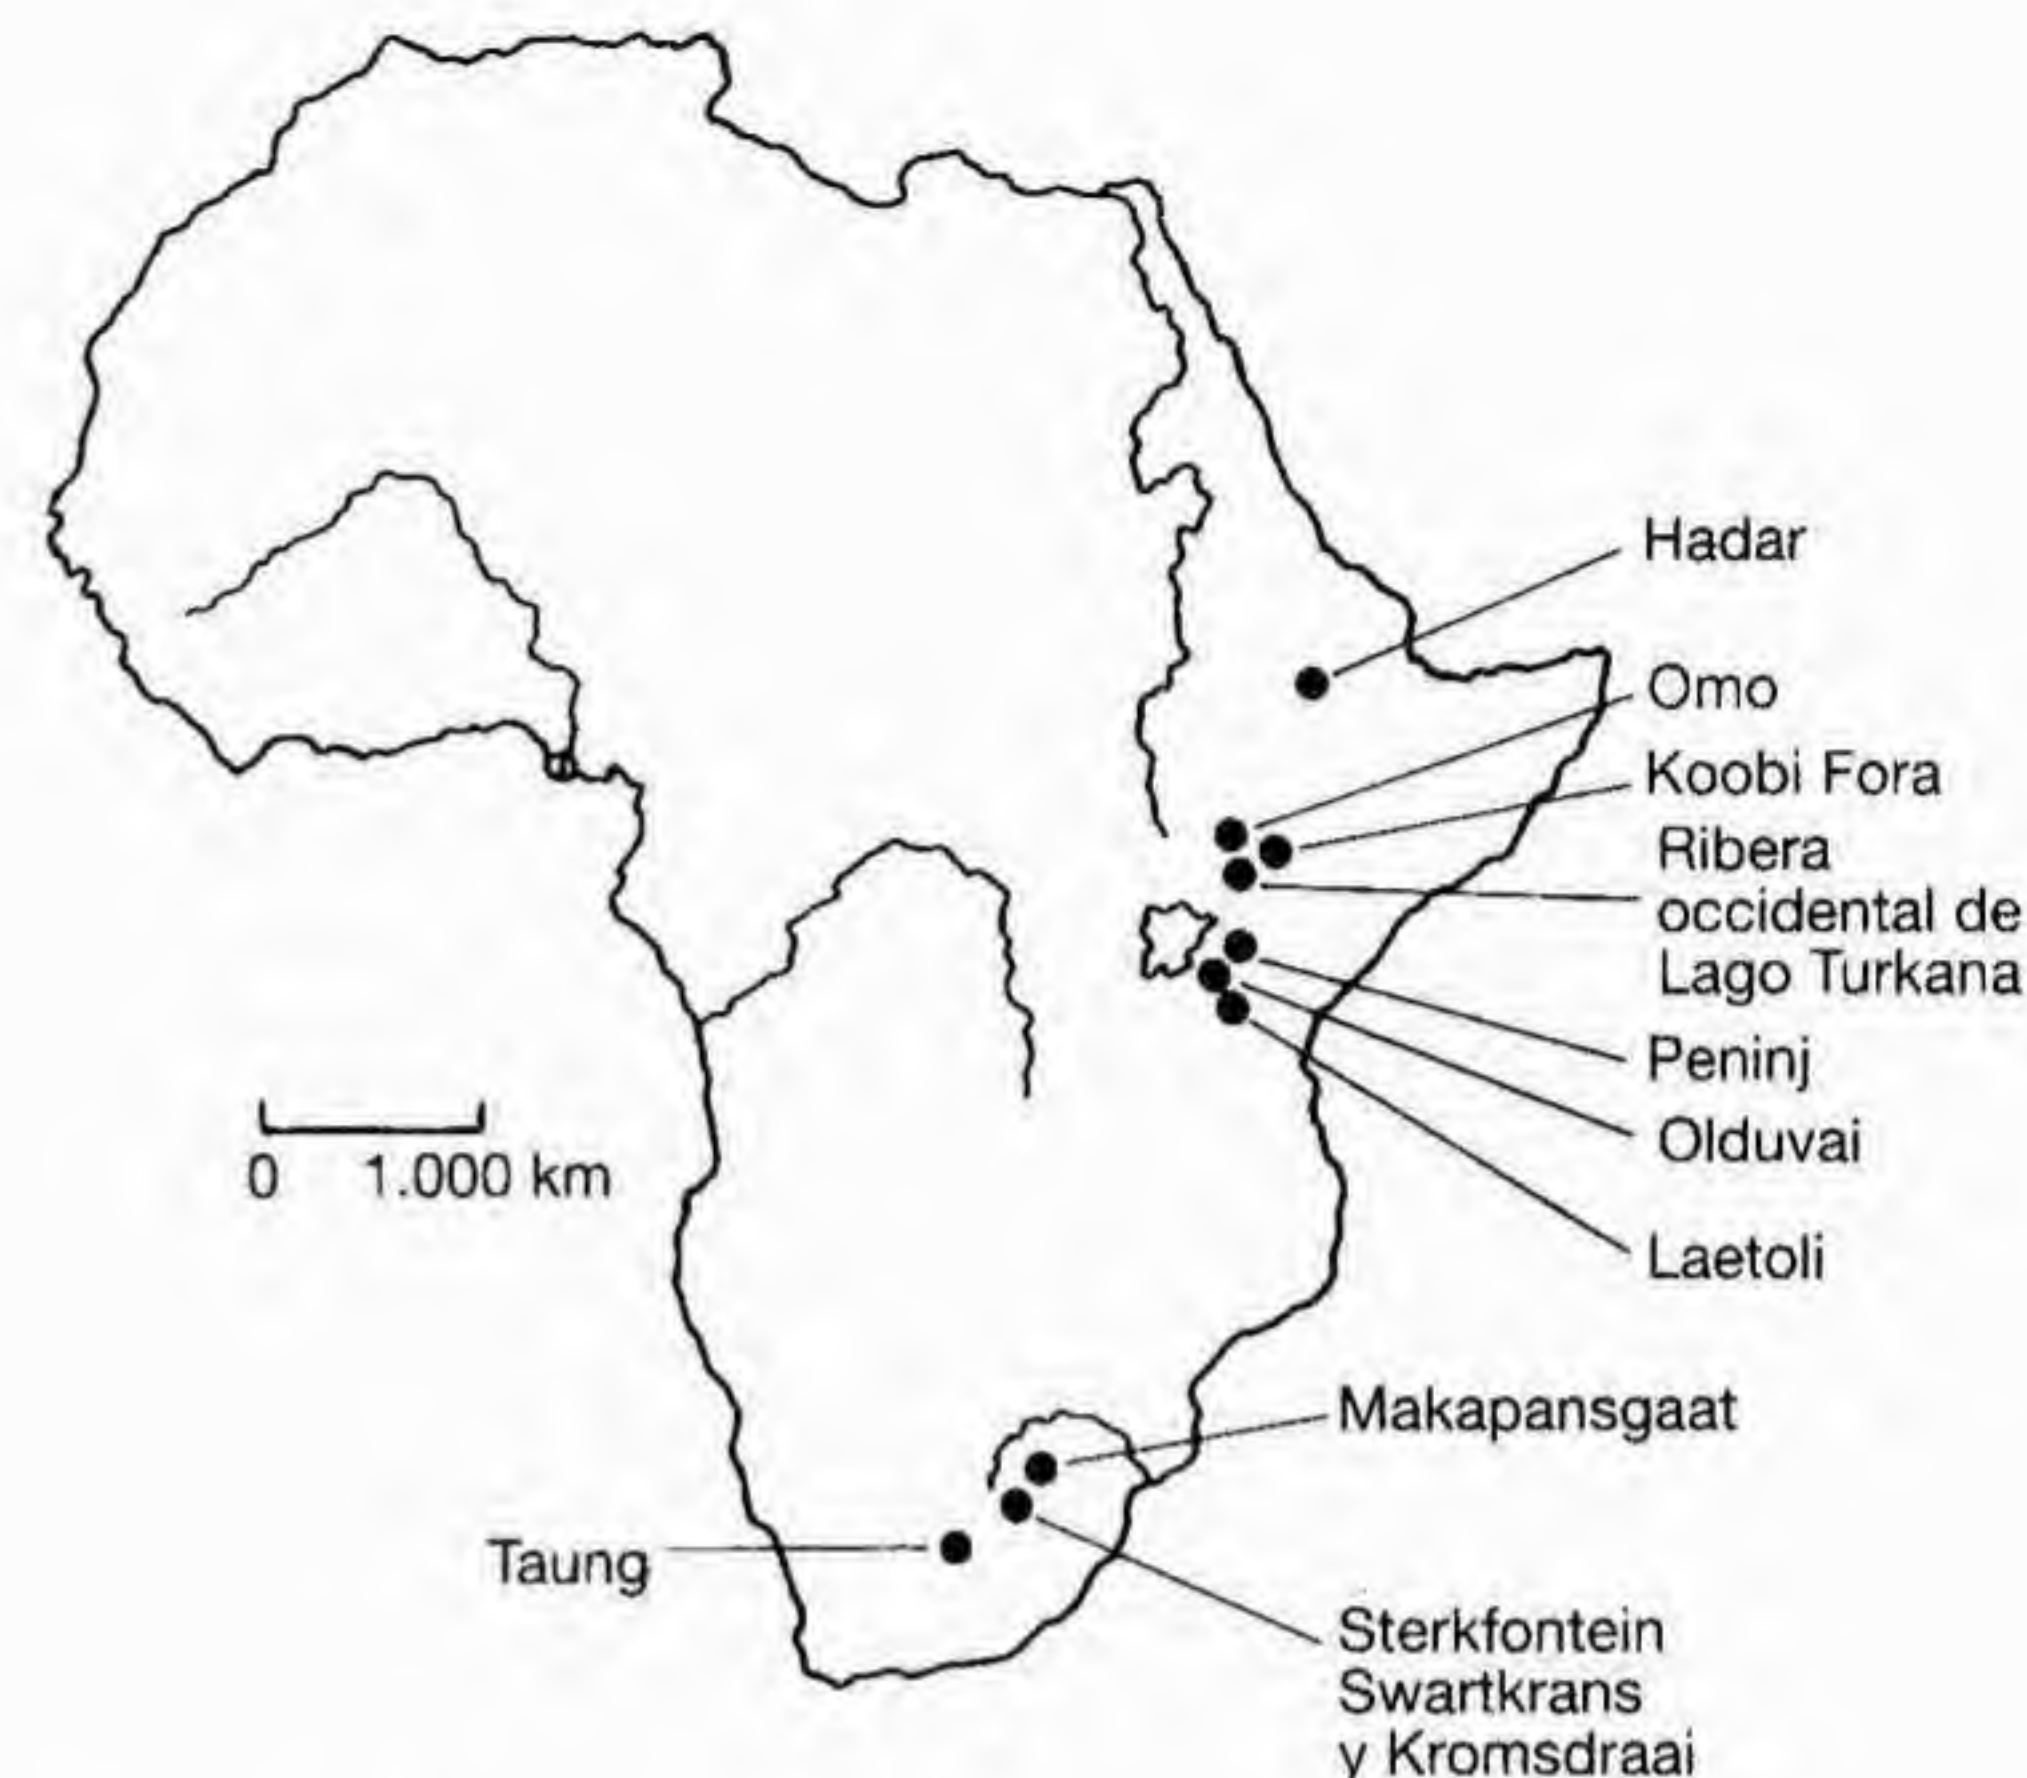 Hadar
Omo
Koobi Fora
Ribera
occidental de
Lago Turkana
Peninj
Olduvai
0 1.000 km
Laetoli
Makapansgaat
Taung
Sterkfontein
Swartkrans
y Kromsdraai